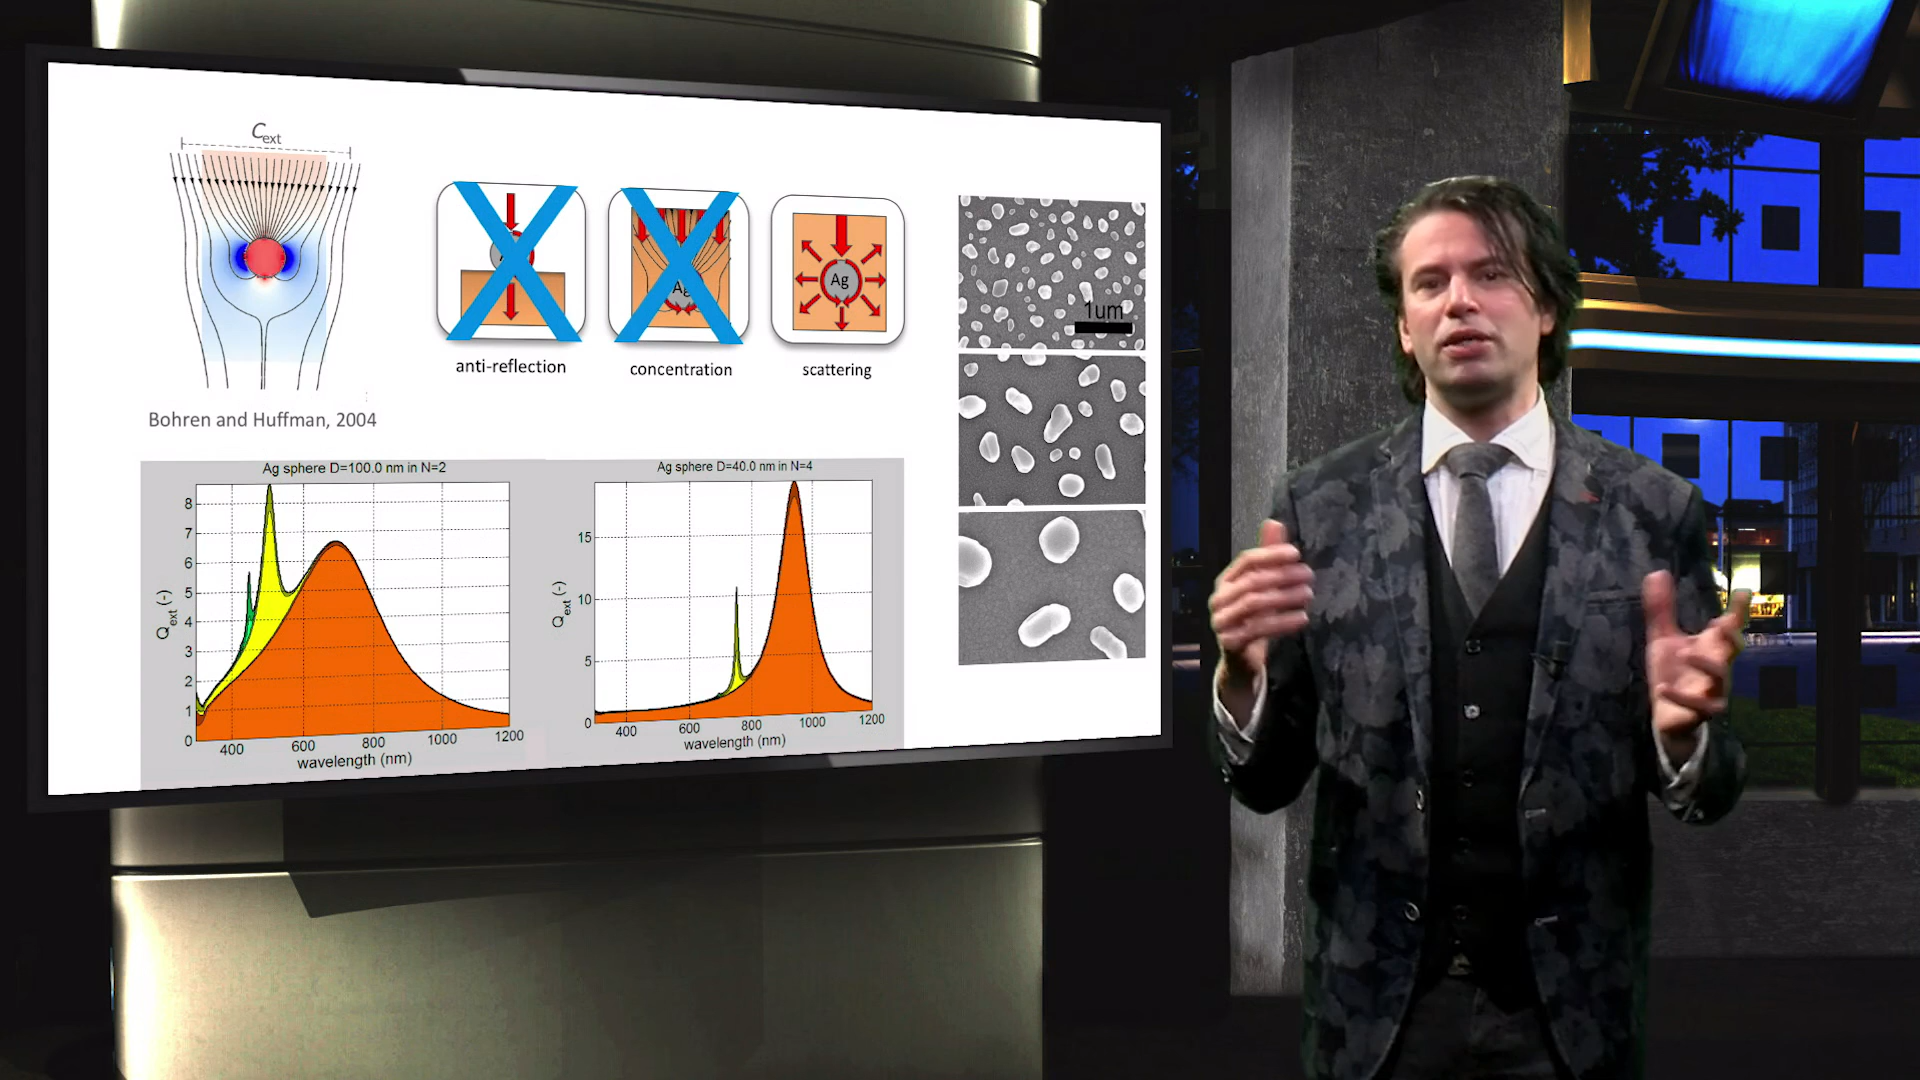 Cext
Bohren and Huffman, 2004
anti-reflection
Ag
concentration
Ag
scattering
1um
Ag sphere D=100.0 nm in N=2
Qext (-)
8
7
6
5
4
3
2
1
0
400
600
800
1000
1200
wavelength (nm)
Ag sphere D=40.0 nm in N=4
Qext (-)
15
10
5
0
400
600
800
1000
1200
wavelength (nm)